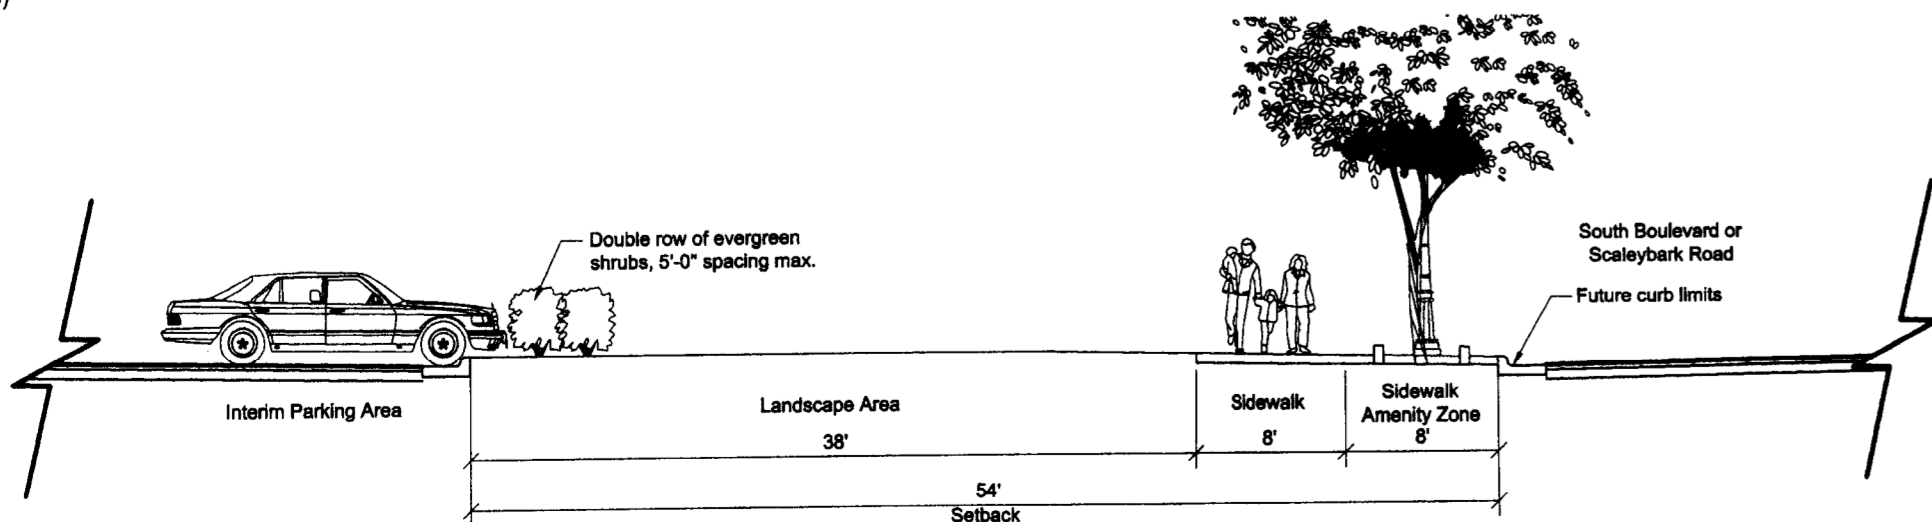 Double row of evergreen
shrubs, 5'-0" spacing max.
South Boulevard or
Scaleybark Road
Future curb limits
Interim Parking Area
Landscape Area
38'
Sidewalk
8'
Sidewalk
Amenity Zone
8'
54'
Setback